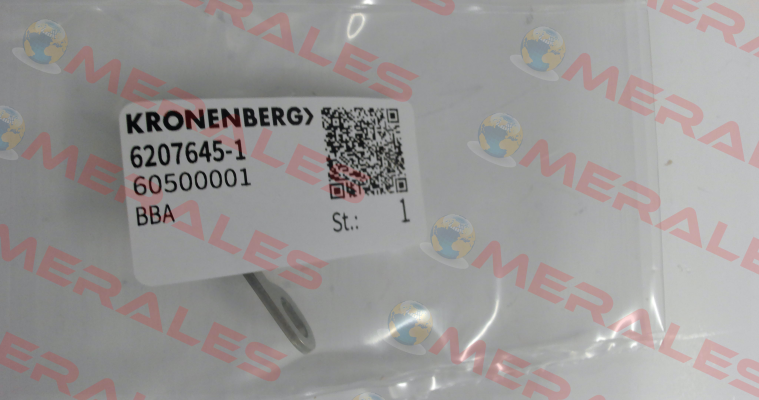 KRONENBERG
6207645-1
60500001
BBA
St.: 1
MERALES
MERALES
MERALES
MERALES
MERALES
MERALES